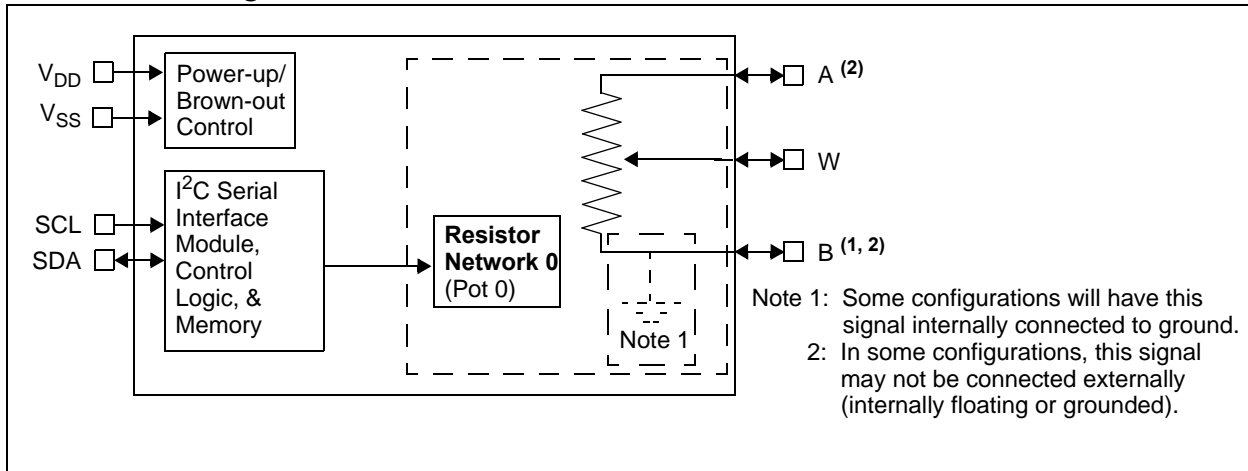 V_DD
V_SS
Power-up/
Brown-out
Control
SCL
SDA
I²C Serial
Interface
Module,
Control
Logic, &
Memory
Resistor
Network 0
(Pot 0)
Note 1
A (2)
W
B (1, 2)
Note 1: Some configurations will have this
signal internally connected to ground.
2: In some configurations, this signal
may not be connected externally
(internally floating or grounded).